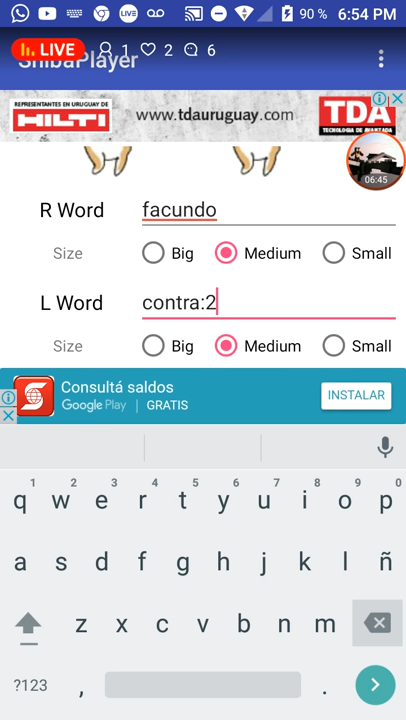 90 % 6:54 PM
LIVE 1 2 6
ShibaPlayer
REPRESENTANTES EN URUGUAY DE
HILTI
www.tdauruguay.com
TDA
TECNOLOGIA DE AVANZADA
06:45
R Word facundo
Size Big Medium Small
L Word contra:2
Size Big Medium Small
Consultá saldos
Google Play | GRATIS
INSTALAR
1 2 3 4 5 6 7 8 9 0
q w e r t y u i o p
a s d f g h j k l ñ
z x c v b n m
?123 , .